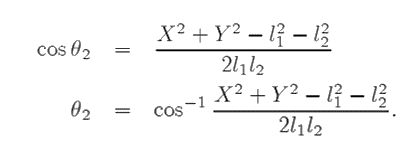 cos θ₂ = (X² + Y² − l₁² − l₂²) / (2l₁l₂)
θ₂ = cos⁻¹ (X² + Y² − l₁² − l₂²) / (2l₁l₂).